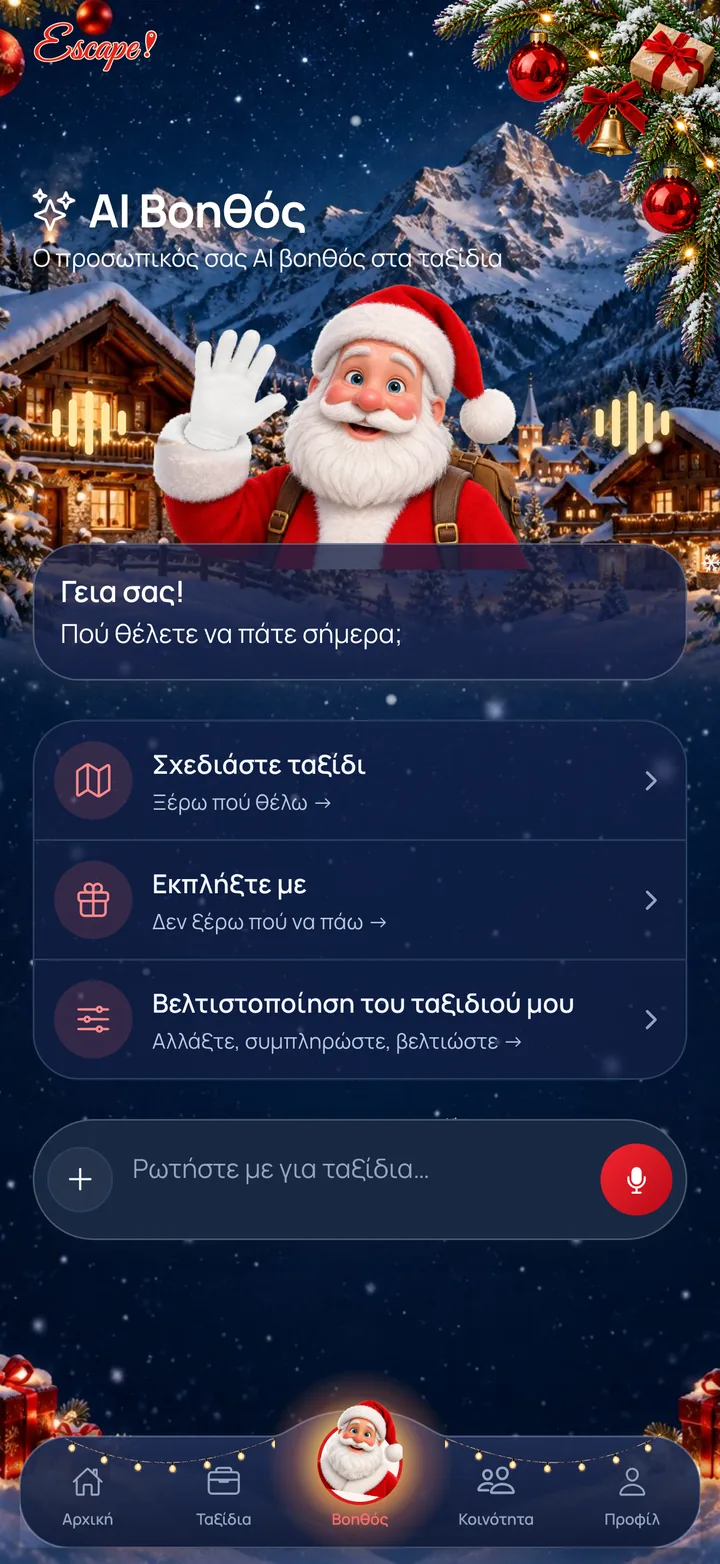 Escape!
AI Βοηθός
Ο προσωπικός σας AI βοηθός στα ταξίδια
Γεια σας!
Πού θέλετε να πάτε σήμερα;
Σχεδιάστε ταξίδι
Ξέρω πού θέλω →
Εκπλήξτε με
Δεν ξέρω πού να πάω →
Βελτιστοποίηση του ταξιδιού μου
Αλλάξτε, συμπληρώστε, βελτιώστε →
Ρωτήστε με για ταξίδια...
Αρχική
Ταξίδια
Βοηθός
Κοινότητα
Προφίλ